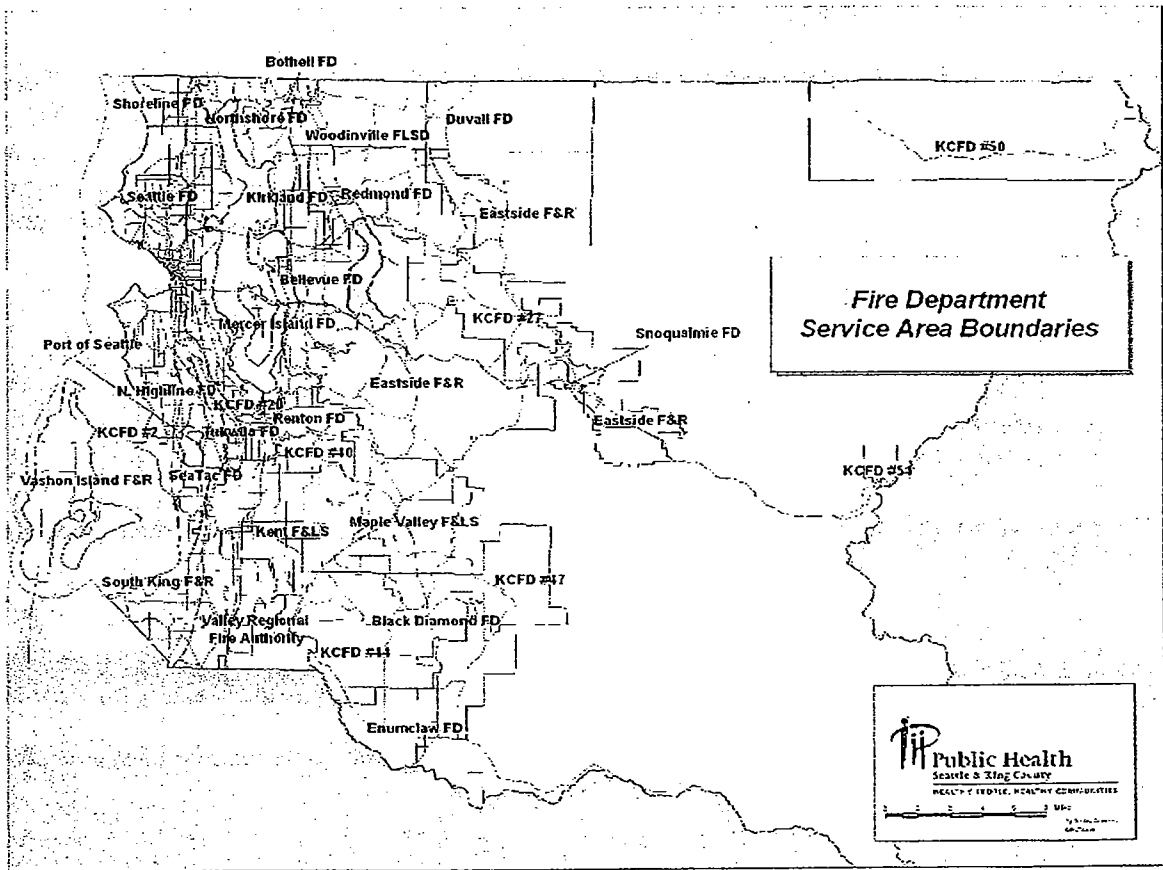 Bothell FD
Shoreline FD
Northshore FD
Duvall FD
Woodinville FLSD
KCFD #50
Seattle FD
Kirkland FD
Redmond FD
Eastside F&R
Bellevue FD
Fire Department
Service Area Boundaries
KCFD #27
Mercer Island FD
Snoqualmie FD
Port of Seattle
Eastside F&R
N. Highline FD
KCFD #20
Renton FD
Eastside F&R
KCFD #2
Tukwila FD
KCFD #40
KCFD #51
Vashon Island F&R
SeaTac FD
Maple Valley F&LS
Kent F&LS
South King F&R
KCFD #47
Valley Regional
Fire Authority
Black Diamond FD
KCFD #44
Enumclaw FD
Public Health
Seattle & King County
HEALTHY PEOPLE, HEALTHY COMMUNITIES